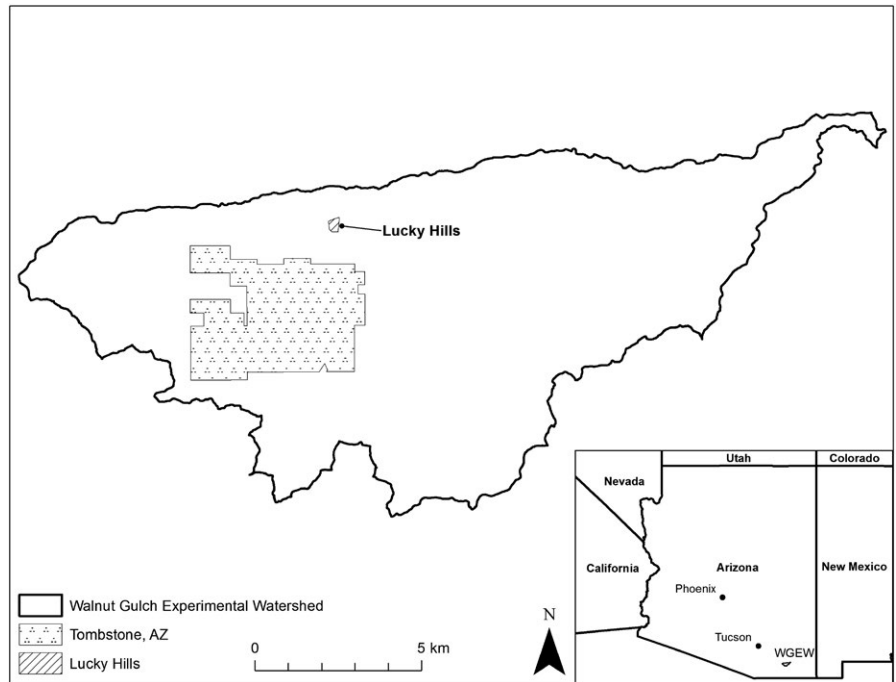 Lucky Hills
Walnut Gulch Experimental Watershed
Tombstone, AZ
Lucky Hills
0 5 km
N
Utah
Colorado
Nevada
California
Arizona
New Mexico
Phoenix
Tucson
WGEW